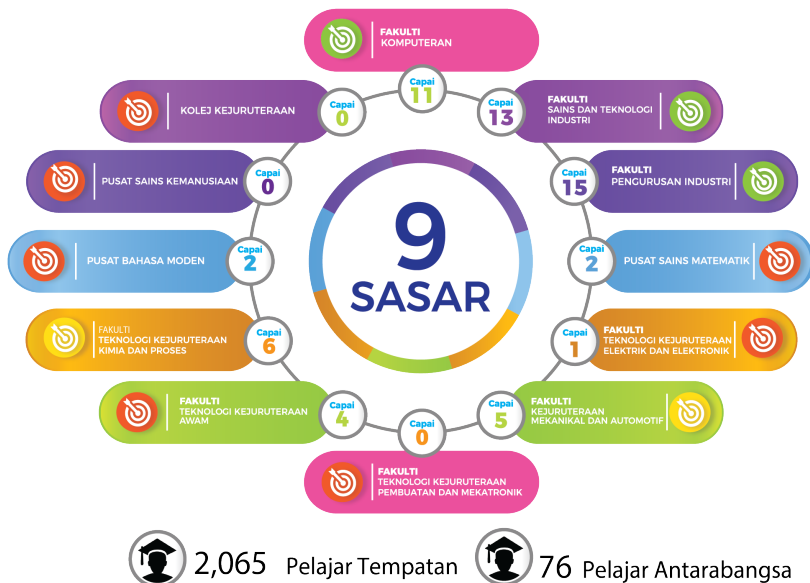 FAKULTI
KOMPUTERAN
Capai
11
KOLEJ KEJURUTERAAN
Capai
0
Capai
13
FAKULTI
SAINS DAN TEKNOLOGI
INDUSTRI
PUSAT SAINS KEMANUSIAAN
Capai
0
Capai
15
FAKULTI
PENGURUSAN INDUSTRI
PUSAT BAHASA MODEN
Capai
2
9
SASAR
Capai
2
PUSAT SAINS MATEMATIK
FAKULTI
TEKNOLOGI KEJURUTERAAN
KIMIA DAN PROSES
Capai
6
Capai
1
FAKULTI
TEKNOLOGI KEJURUTERAAN
ELEKTRIK DAN ELEKTRONIK
FAKULTI
TEKNOLOGI KEJURUTERAAN
AWAM
Capai
4
Capai
0
Capai
5
FAKULTI
KEJURUTERAAN
MEKANIKAL DAN AUTOMOTIF
FAKULTI
TEKNOLOGI KEJURUTERAAN
PEMBUATAN DAN MEKATRONIK
2,065 Pelajar Tempatan
76 Pelajar Antarabangsa